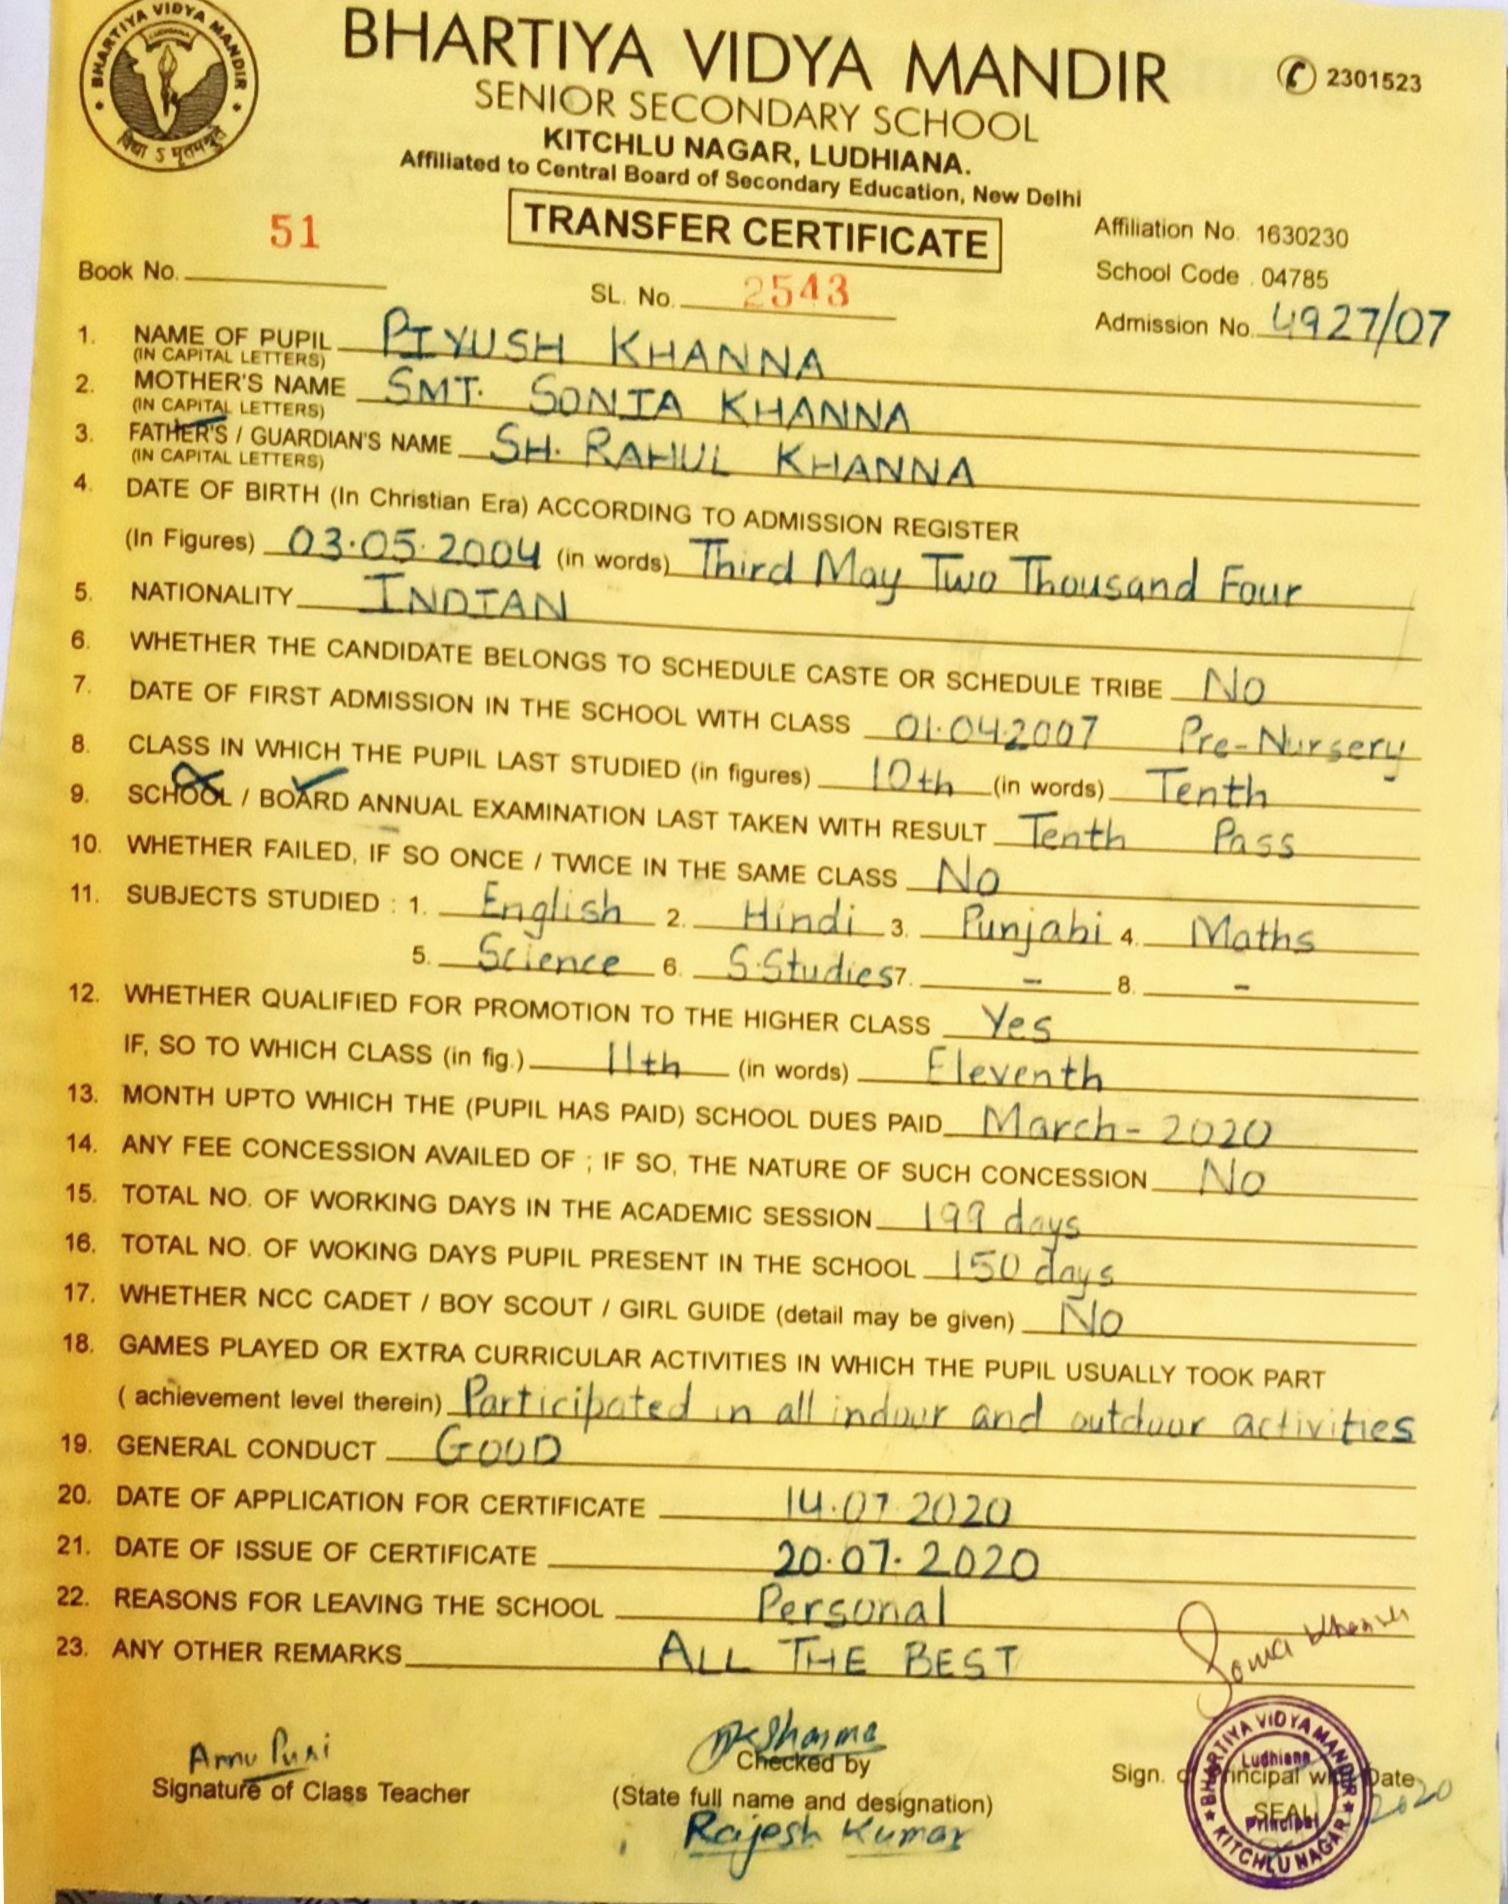 BHARTIYA VIDYA MANDIR
LUDHIANA
विद्या ऽ मृतमश्नुते
BHARTIYA VIDYA MANDIR
2301523
SENIOR SECONDARY SCHOOL
KITCHLU NAGAR, LUDHIANA.
Affiliated to Central Board of Secondary Education, New Delhi
TRANSFER CERTIFICATE
Affiliation No. 1630230
School Code . 04785
Admission No. 4927/07
Book No. 51
SL. No. 2543
1. NAME OF PUPIL PIYUSH KHANNA
(IN CAPITAL LETTERS)
2. MOTHER'S NAME SMT. SONIA KHANNA
(IN CAPITAL LETTERS)
3. FATHER'S / GUARDIAN'S NAME SH. RAHUL KHANNA
(IN CAPITAL LETTERS)
4. DATE OF BIRTH (In Christian Era) ACCORDING TO ADMISSION REGISTER
(In Figures) 03.05.2004 (in words) Third May Two Thousand Four
5. NATIONALITY INDIAN
6. WHETHER THE CANDIDATE BELONGS TO SCHEDULE CASTE OR SCHEDULE TRIBE No
7. DATE OF FIRST ADMISSION IN THE SCHOOL WITH CLASS 01.04.2007 Pre-Nursery
8. CLASS IN WHICH THE PUPIL LAST STUDIED (in figures) 10th (in words) Tenth
9. SCHOOL / BOARD ANNUAL EXAMINATION LAST TAKEN WITH RESULT Tenth Pass
10. WHETHER FAILED, IF SO ONCE / TWICE IN THE SAME CLASS No
11. SUBJECTS STUDIED : 1. English 2. Hindi 3. Punjabi 4. Maths
5. Science 6. S.Studies 7. - 8. -
12. WHETHER QUALIFIED FOR PROMOTION TO THE HIGHER CLASS Yes
IF, SO TO WHICH CLASS (in fig.) 11th (in words) Eleventh
13. MONTH UPTO WHICH THE (PUPIL HAS PAID) SCHOOL DUES PAID March - 2020
14. ANY FEE CONCESSION AVAILED OF ; IF SO, THE NATURE OF SUCH CONCESSION No
15. TOTAL NO. OF WORKING DAYS IN THE ACADEMIC SESSION 199 days
16. TOTAL NO. OF WOKING DAYS PUPIL PRESENT IN THE SCHOOL 150 days
17. WHETHER NCC CADET / BOY SCOUT / GIRL GUIDE (detail may be given) No
18. GAMES PLAYED OR EXTRA CURRICULAR ACTIVITIES IN WHICH THE PUPIL USUALLY TOOK PART
( achievement level therein) Participated in all indoor and outdoor activities
19. GENERAL CONDUCT GOOD
20. DATE OF APPLICATION FOR CERTIFICATE 14.07.2020
21. DATE OF ISSUE OF CERTIFICATE 20.07.2020
22. REASONS FOR LEAVING THE SCHOOL Personal
23. ANY OTHER REMARKS ALL THE BEST
Sonia Khanna
Annu Puri
Signature of Class Teacher
Sharma
Checked by
(State full name and designation)
Rajesh Kumar
Sign. of Principal with Date
SEAL
2020
BHARTIYA VIDYA MANDIR
Ludhiana
Principal
KITCHLU NAGAR